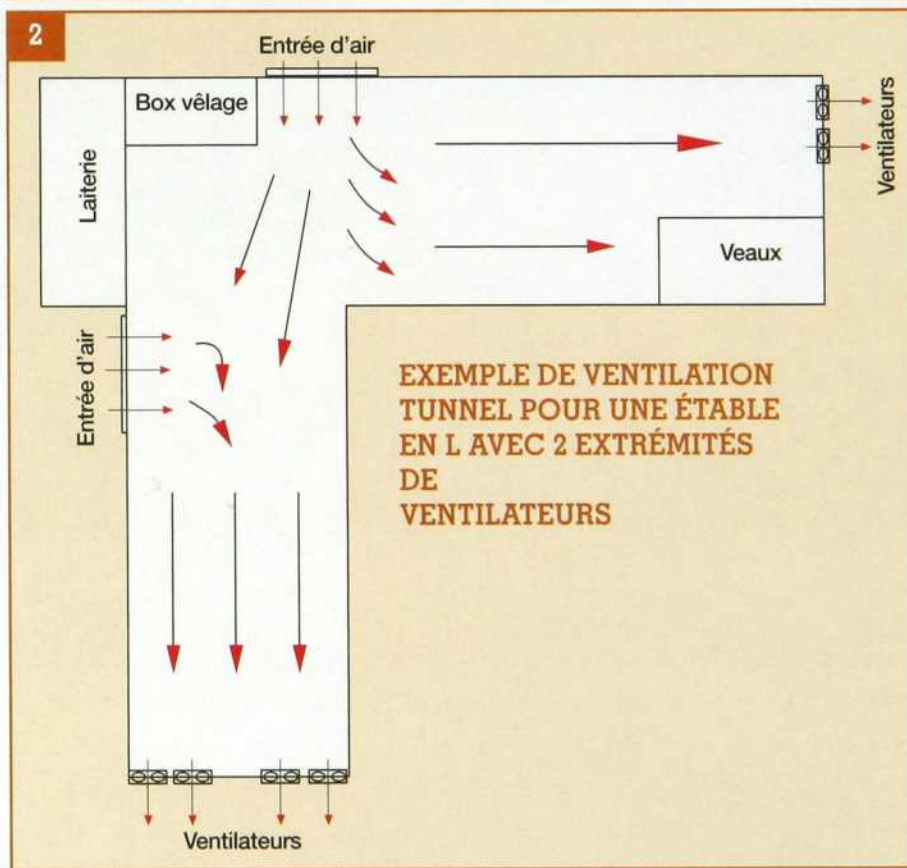 2
Entrée d'air
Box vêlage
Laiterie
Ventilateurs
Veaux
Entrée d'air
EXEMPLE DE VENTILATION
TUNNEL POUR UNE ÉTABLE
EN L AVEC 2 EXTRÉMITÉS
DE
VENTILATEURS
Ventilateurs